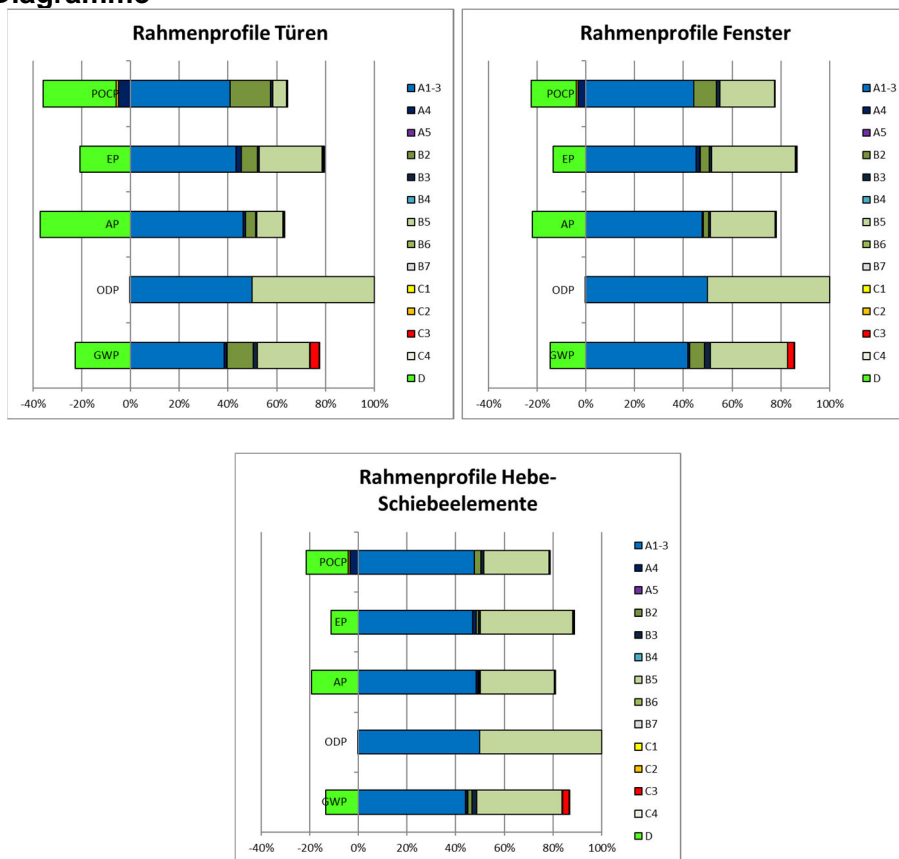 Diagramme
Rahmenprofile Türen
POCP
EP
AP
ODP
GWP
-40% -20% 0% 20% 40% 60% 80% 100%
A1-3
A4
A5
B2
B3
B4
B5
B6
B7
C1
C2
C3
C4
D
Rahmenprofile Fenster
POCP
EP
AP
ODP
GWP
-40% -20% 0% 20% 40% 60% 80% 100%
A1-3
A4
A5
B2
B3
B4
B5
B6
B7
C1
C2
C3
C4
D
Rahmenprofile Hebe-
Schiebeelemente
POCP
EP
AP
ODP
GWP
-40% -20% 0% 20% 40% 60% 80% 100%
A1-3
A4
A5
B2
B3
B4
B5
B6
B7
C1
C2
C3
C4
D